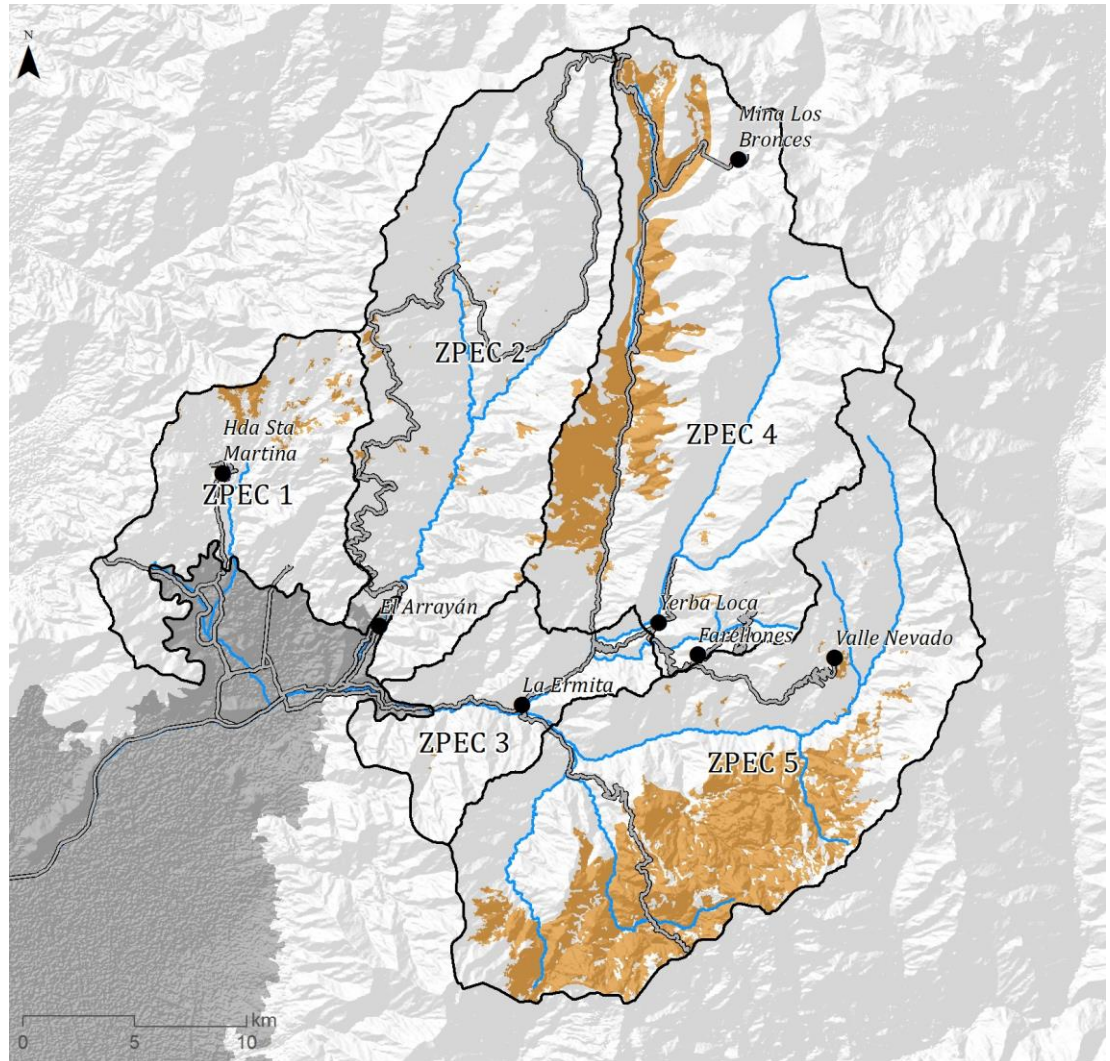 N
Mina Los
Bronces
ZPEC 2
Hda Sta
Martina
ZPEC 1
ZPEC 4
El Arrayán
Yerba Loca
Farellones
Valle Nevado
La Ermita
ZPEC 3
ZPEC 5
km
0 5 10